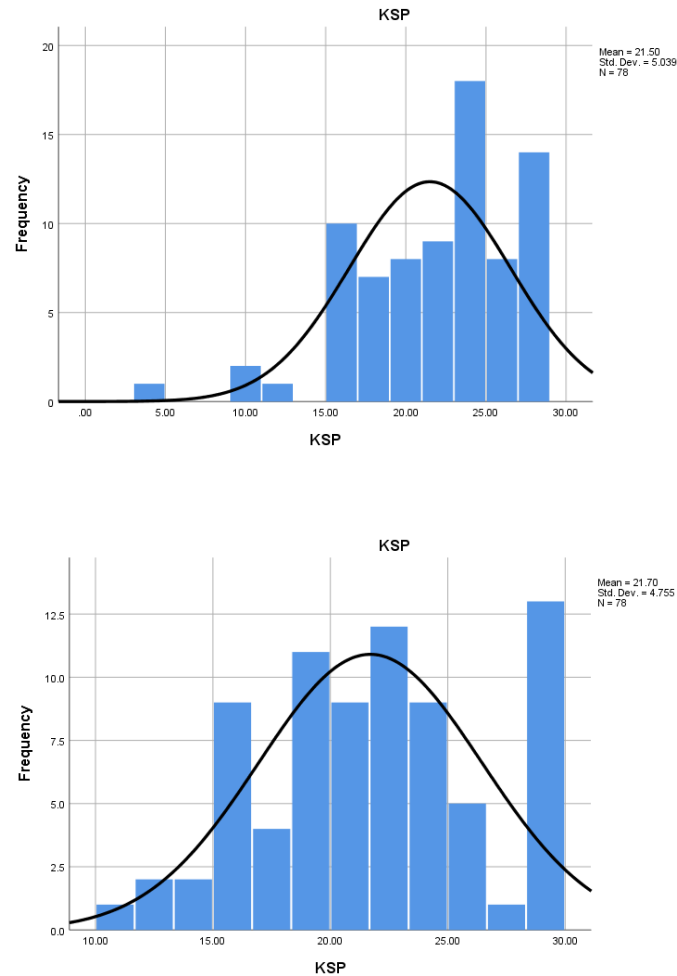 KSP
20
15
10
5
0
Frequency
.00 5.00 10.00 15.00 20.00 25.00 30.00
KSP
Mean = 21.50
Std. Dev. = 5.039
N = 78
KSP
12.5
10.0
7.5
5.0
2.5
0.0
Frequency
10.00 15.00 20.00 25.00 30.00
KSP
Mean = 21.70
Std. Dev. = 4.755
N = 78